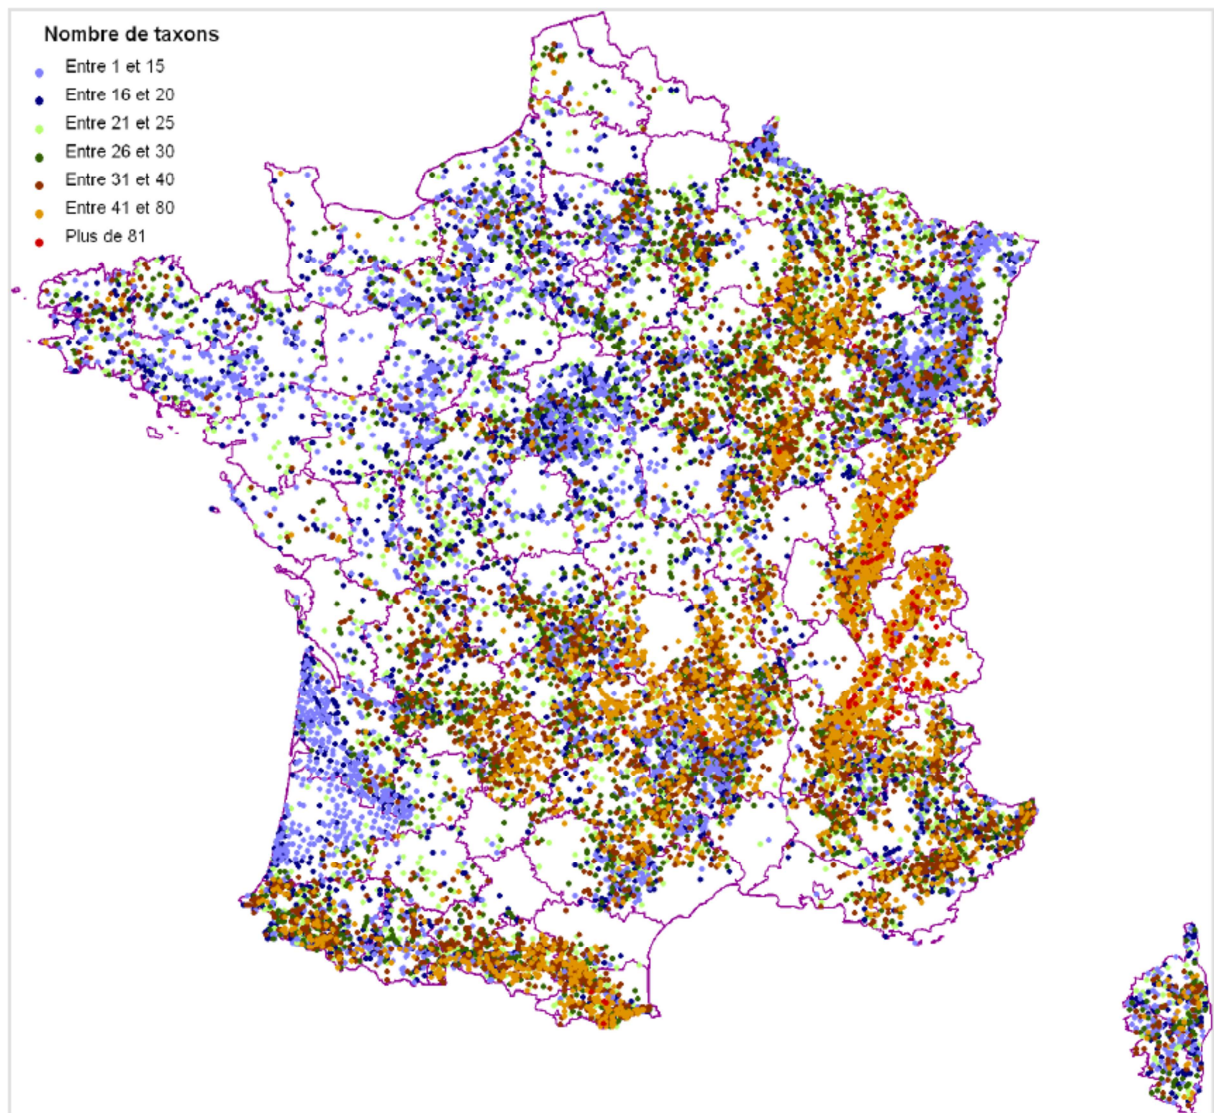 Nombre de taxons
Entre 1 et 15
Entre 16 et 20
Entre 21 et 25
Entre 26 et 30
Entre 31 et 40
Entre 41 et 80
Plus de 81